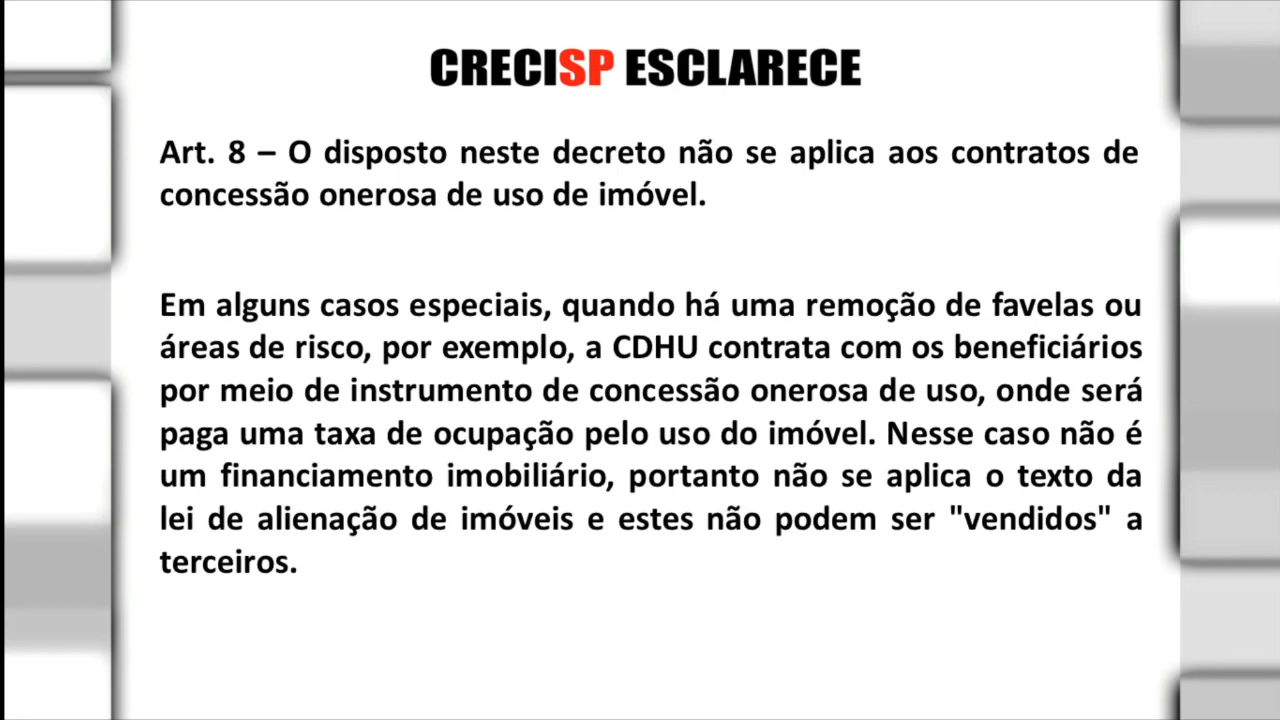 CRECISP ESCLARECE
Art. 8 – O disposto neste decreto não se aplica aos contratos de
concessão onerosa de uso de imóvel.
Em alguns casos especiais, quando há uma remoção de favelas ou
áreas de risco, por exemplo, a CDHU contrata com os beneficiários
por meio de instrumento de concessão onerosa de uso, onde será
paga uma taxa de ocupação pelo uso do imóvel. Nesse caso não é
um financiamento imobiliário, portanto não se aplica o texto da
lei de alienação de imóveis e estes não podem ser "vendidos" a
terceiros.